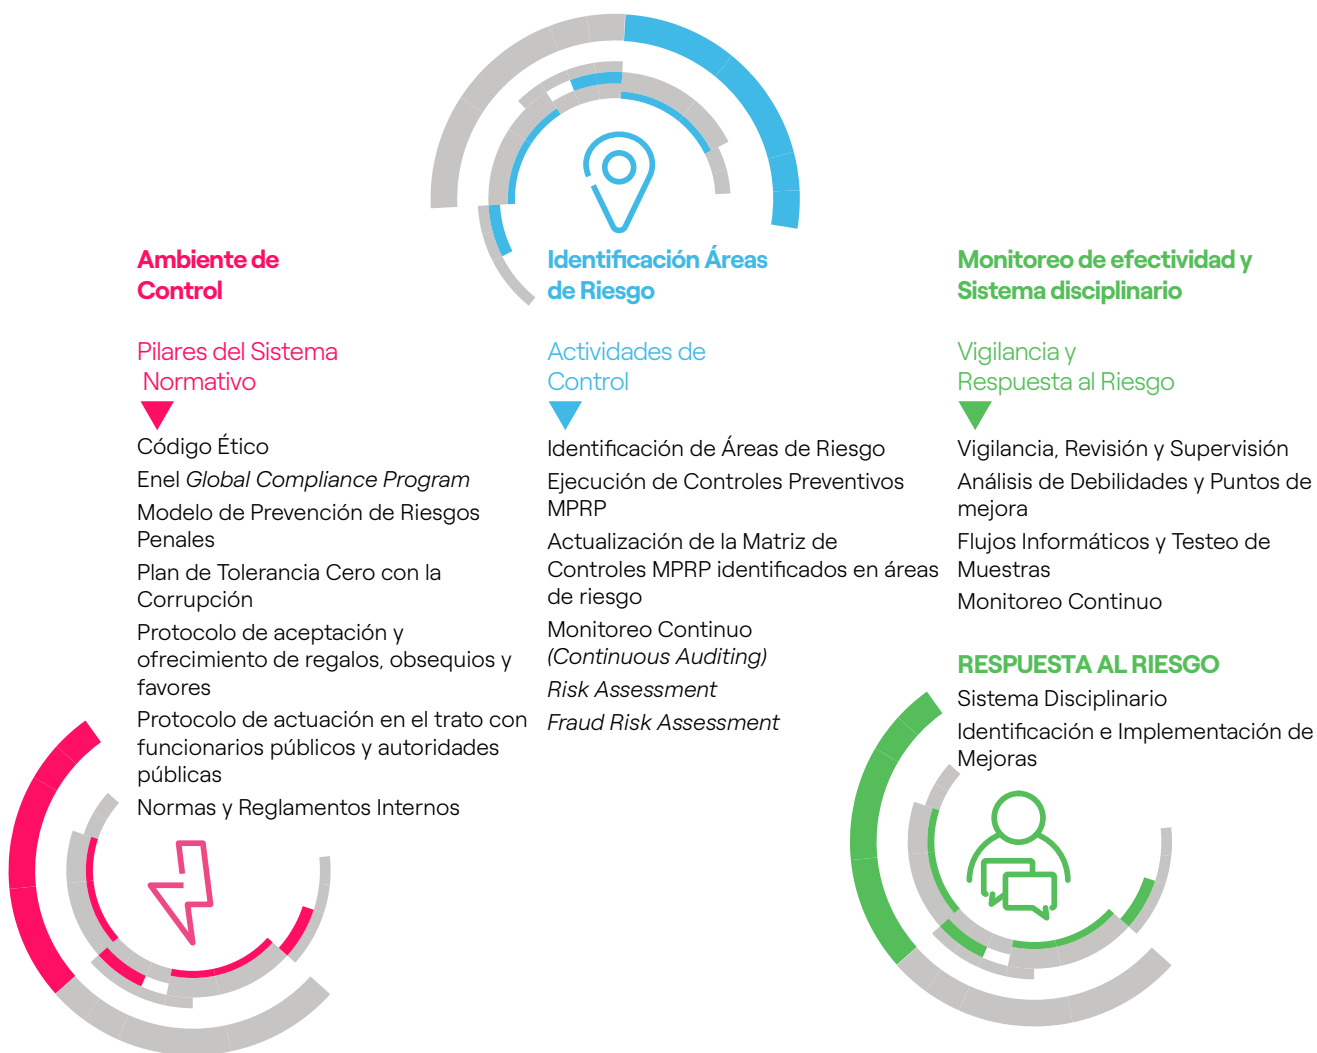 Ambiente de
Control
Pilares del Sistema
Normativo
Código Ético
Enel Global Compliance Program
Modelo de Prevención de Riesgos
Penales
Plan de Tolerancia Cero con la
Corrupción
Protocolo de aceptación y
ofrecimiento de regalos, obsequios y
favores
Protocolo de actuación en el trato con
funcionarios públicos y autoridades
públicas
Normas y Reglamentos Internos
Identificación Áreas
de Riesgo
Actividades de
Control
Identificación de Áreas de Riesgo
Ejecución de Controles Preventivos
MPRP
Actualización de la Matriz de
Controles MPRP identificados en áreas
de riesgo
Monitoreo Continuo
(Continuous Auditing)
Risk Assessment
Fraud Risk Assessment
Monitoreo de efectividad y
Sistema disciplinario
Vigilancia y
Respuesta al Riesgo
Vigilancia, Revisión y Supervisión
Análisis de Debilidades y Puntos de
mejora
Flujos Informáticos y Testeo de
Muestras
Monitoreo Continuo
RESPUESTA AL RIESGO
Sistema Disciplinario
Identificación e Implementación de
Mejoras